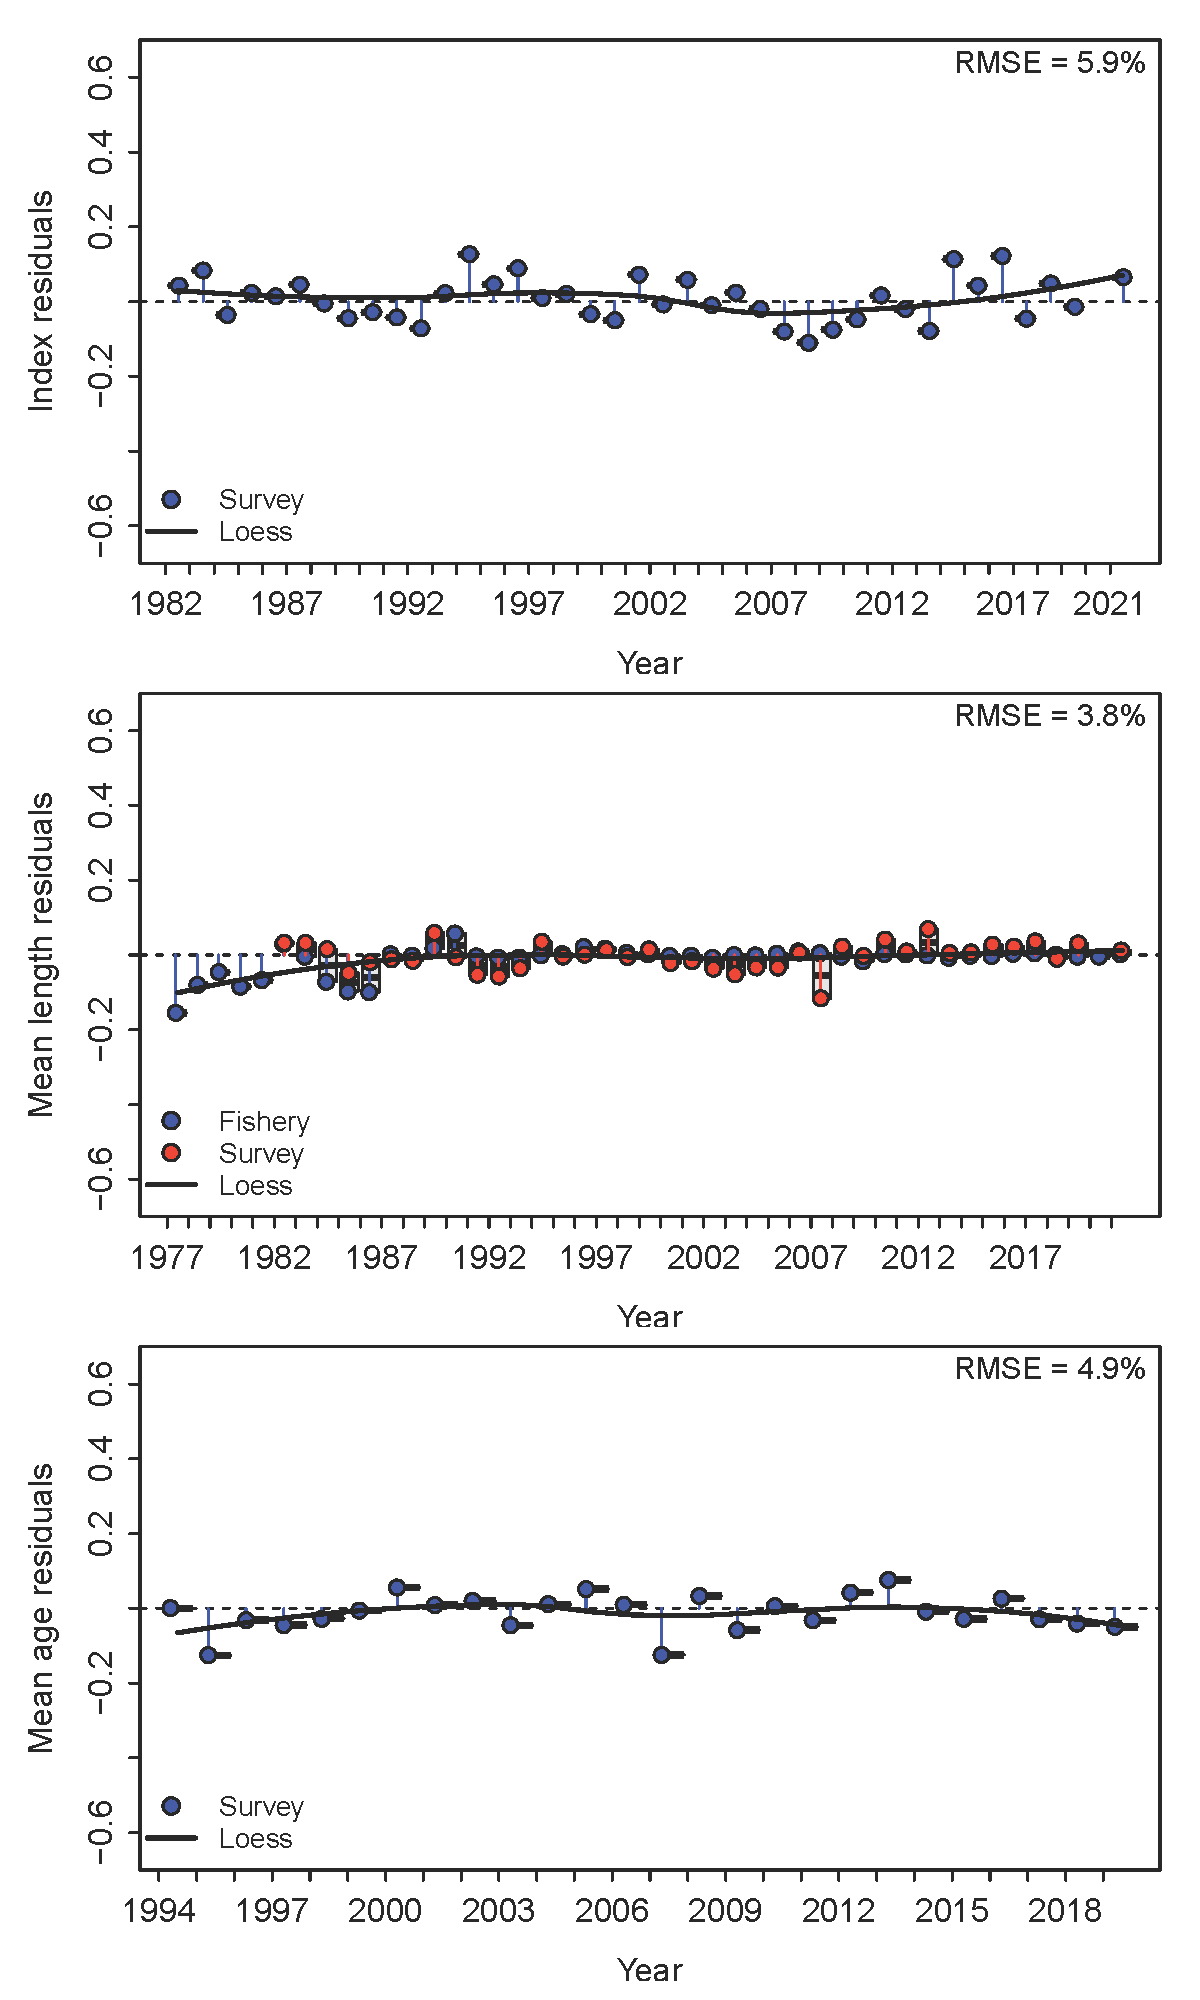 RMSE = 5.9%
Index residuals
0.6
0.4
0.2
−0.2
−0.6
Survey
Loess
1982 1987 1992 1997 2002 2007 2012 2017 2021
Year
RMSE = 3.8%
Mean length residuals
0.6
0.4
0.2
−0.2
−0.6
Fishery
Survey
Loess
1977 1982 1987 1992 1997 2002 2007 2012 2017
Year
RMSE = 4.9%
Mean age residuals
0.6
0.4
0.2
−0.2
−0.6
Survey
Loess
1994 1997 2000 2003 2006 2009 2012 2015 2018
Year